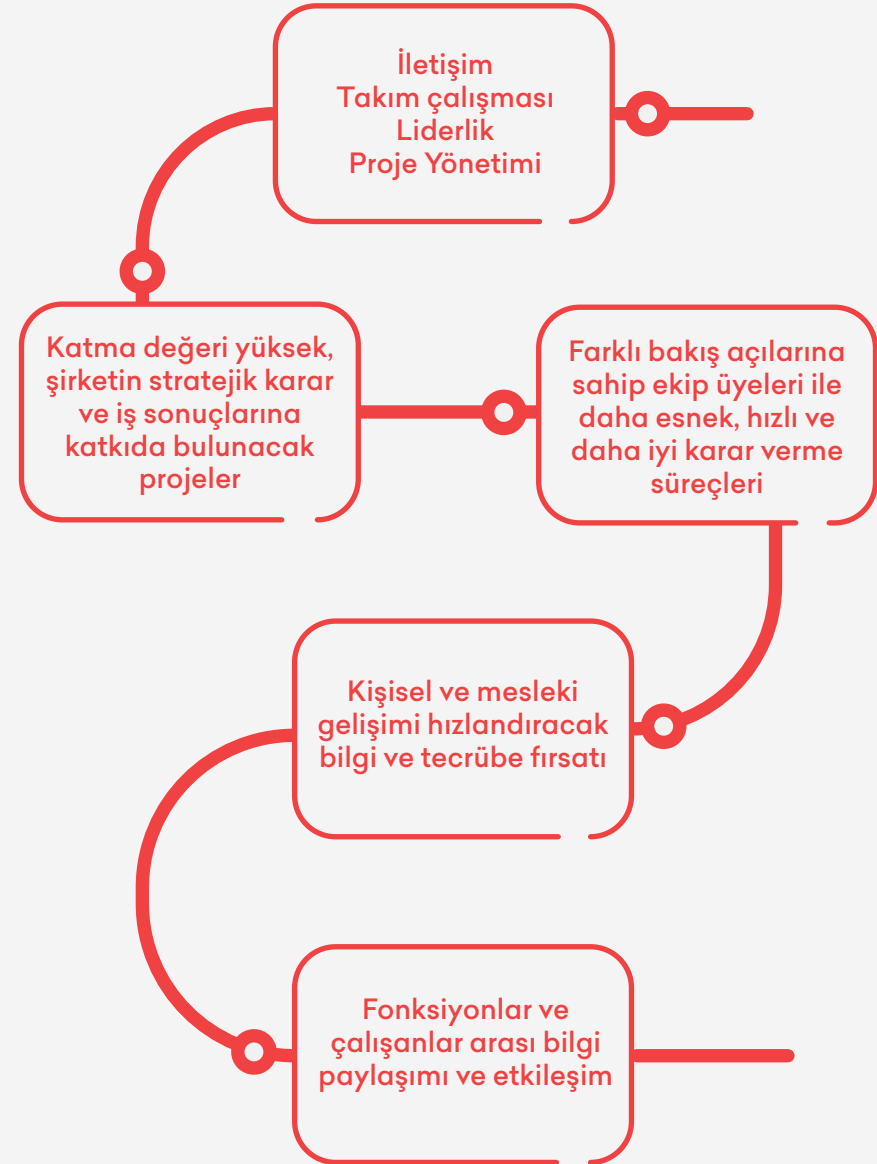 İletişim
Takım çalışması
Liderlik
Proje Yönetimi
Katma değeri yüksek,
şirketin stratejik karar
ve iş sonuçlarına
katkıda bulunacak
projeler
Farklı bakış açılarına
sahip ekip üyeleri ile
daha esnek, hızlı ve
daha iyi karar verme
süreçleri
Kişisel ve mesleki
gelişimi hızlandıracak
bilgi ve tecrübe fırsatı
Fonksiyonlar ve
çalışanlar arası bilgi
paylaşımı ve etkileşim